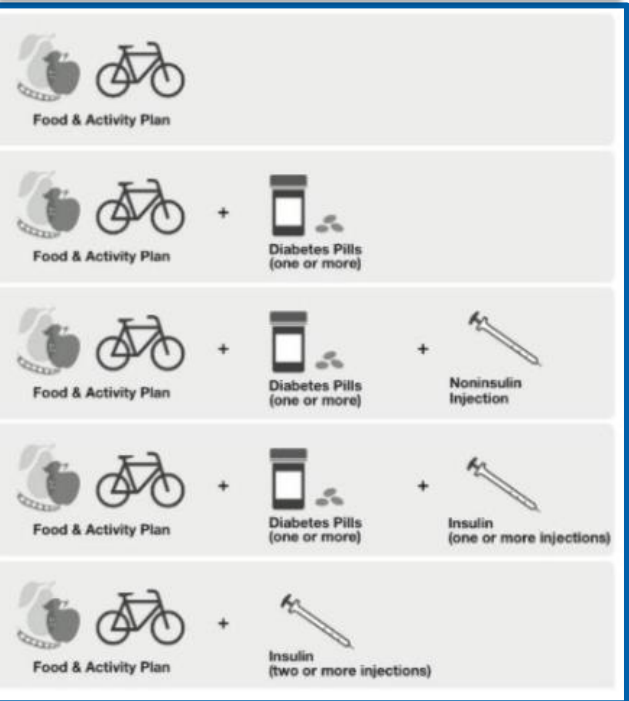 Food & Activity Plan
Food & Activity Plan
+
Diabetes Pills
(one or more)
Food & Activity Plan
+
Diabetes Pills
(one or more)
+
Noninsulin
Injection
Food & Activity Plan
+
Diabetes Pills
(one or more)
+
Insulin
(one or more injections)
Food & Activity Plan
+
Insulin
(two or more injections)